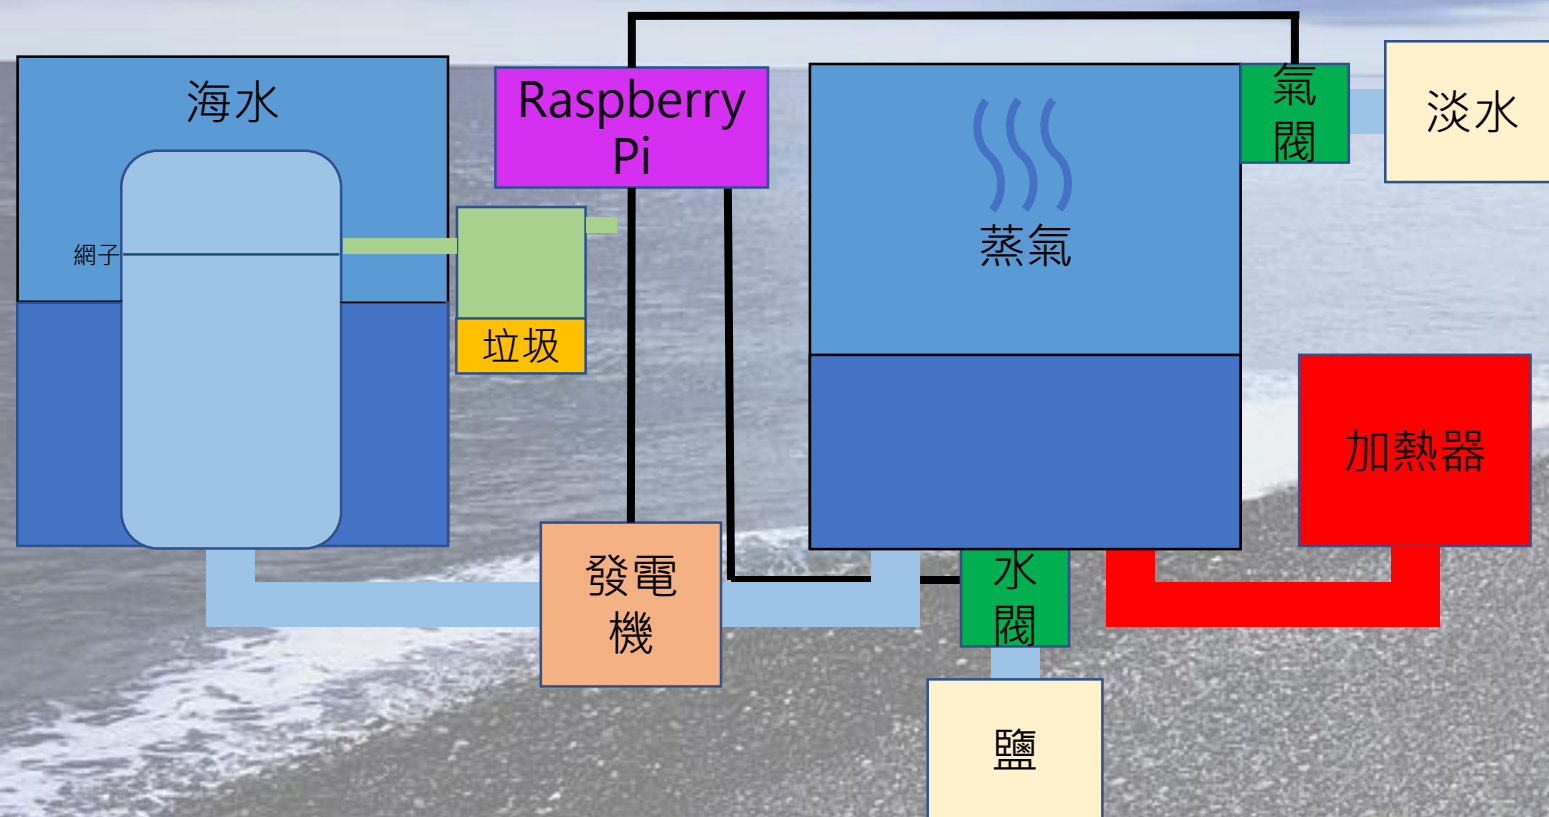 海水
Raspberry
Pi
氣
閥
淡水
網子
蒸氣
垃圾
加熱器
發電
機
水
閥
鹽